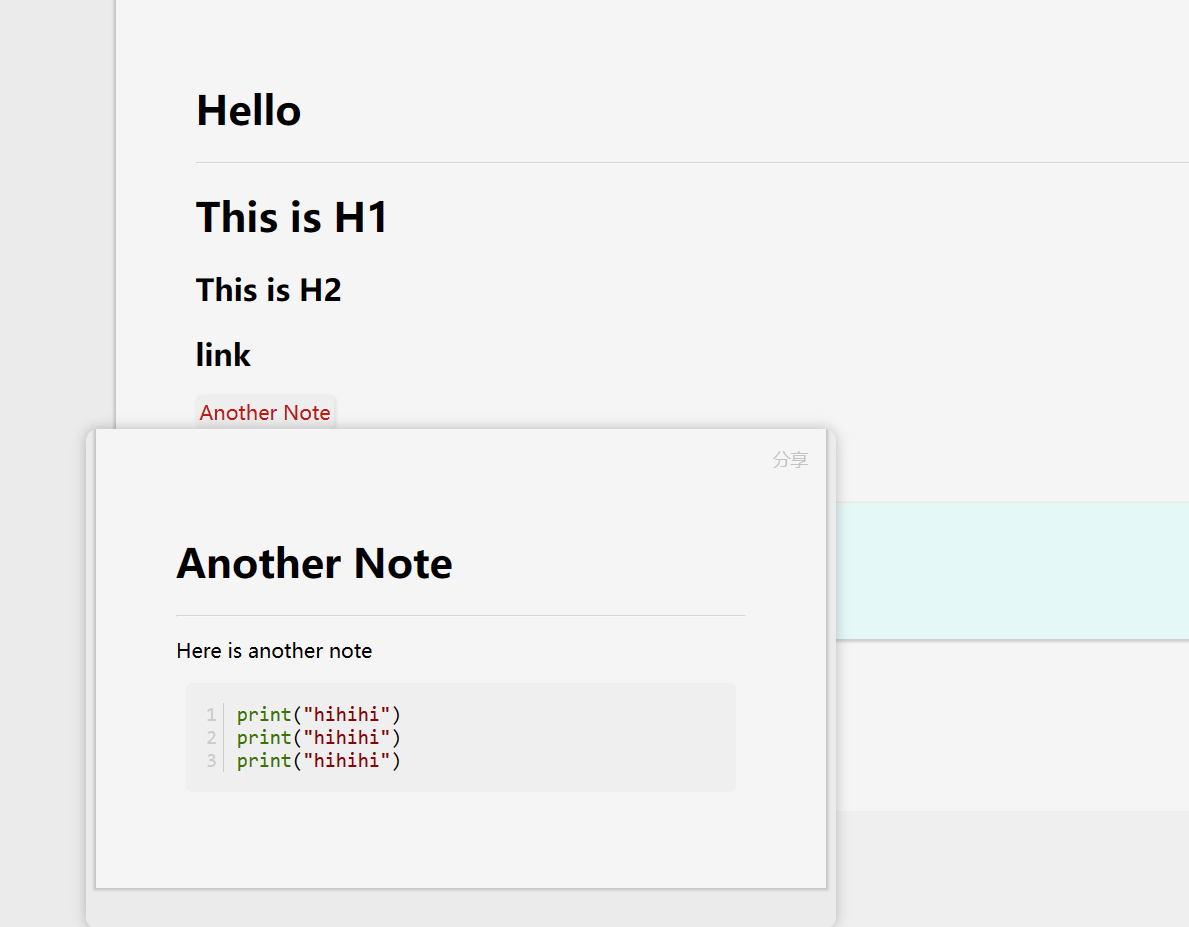 Hello
This is H1
This is H2
link
Another Note
分享
Another Note
Here is another note
1 print("hihihi")
2 print("hihihi")
3 print("hihihi")